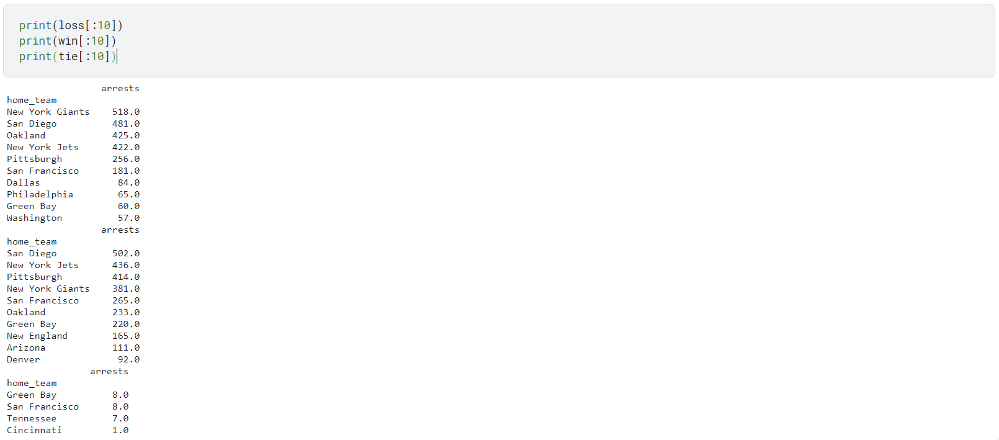 print(loss[:10])
print(win[:10])
print(tie[:10])
arrests
home_team
New York Giants 518.0
San Diego 481.0
Oakland 425.0
New York Jets 422.0
Pittsburgh 256.0
San Francisco 181.0
Dallas 84.0
Philadelphia 65.0
Green Bay 60.0
Washington 57.0
arrests
home_team
San Diego 502.0
New York Jets 436.0
Pittsburgh 414.0
New York Giants 381.0
San Francisco 265.0
Oakland 233.0
Green Bay 220.0
New England 165.0
Arizona 111.0
Denver 92.0
arrests
home_team
Green Bay 8.0
San Francisco 8.0
Tennessee 7.0
Cincinnati 1.0